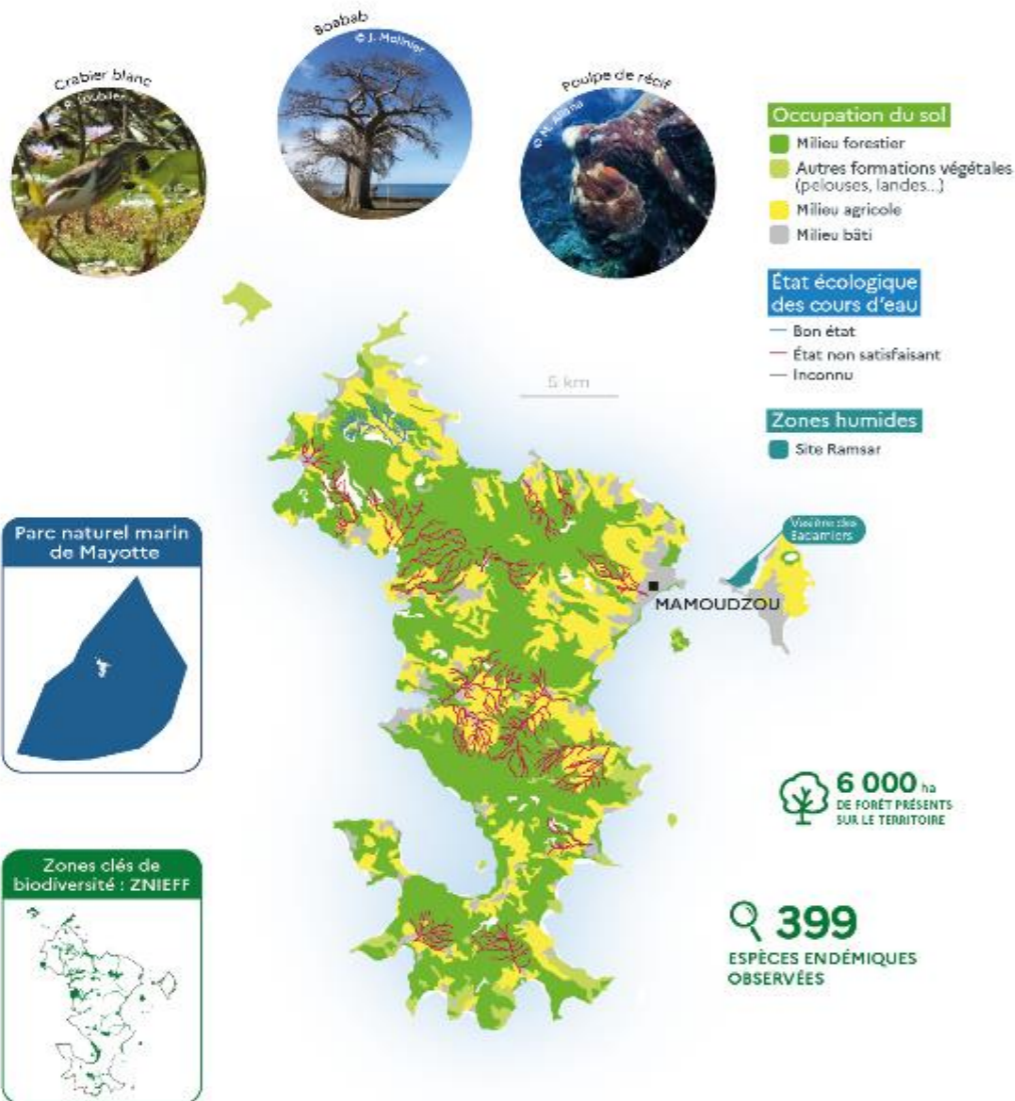 Crabier blanc
Boabab
© J. Molinier
Poulpe de récif
Occupation du sol
Milieu forestier
Autres formations végétales
(pelouses, landes...)
Milieu agricole
Milieu bâti
État écologique
des cours d'eau
Bon état
État non satisfaisant
Inconnu
5 km
Zones humides
Site Ramsar
Vasière des
Badamiers
MAMOUDZOU
Parc naturel marin
de Mayotte
6 000 ha
DE FORÊT PRÉSENTS
SUR LE TERRITOIRE
Zones clés de
biodiversité : ZNIEFF
399
ESPÈCES ENDÉMIQUES
OBSERVÉES